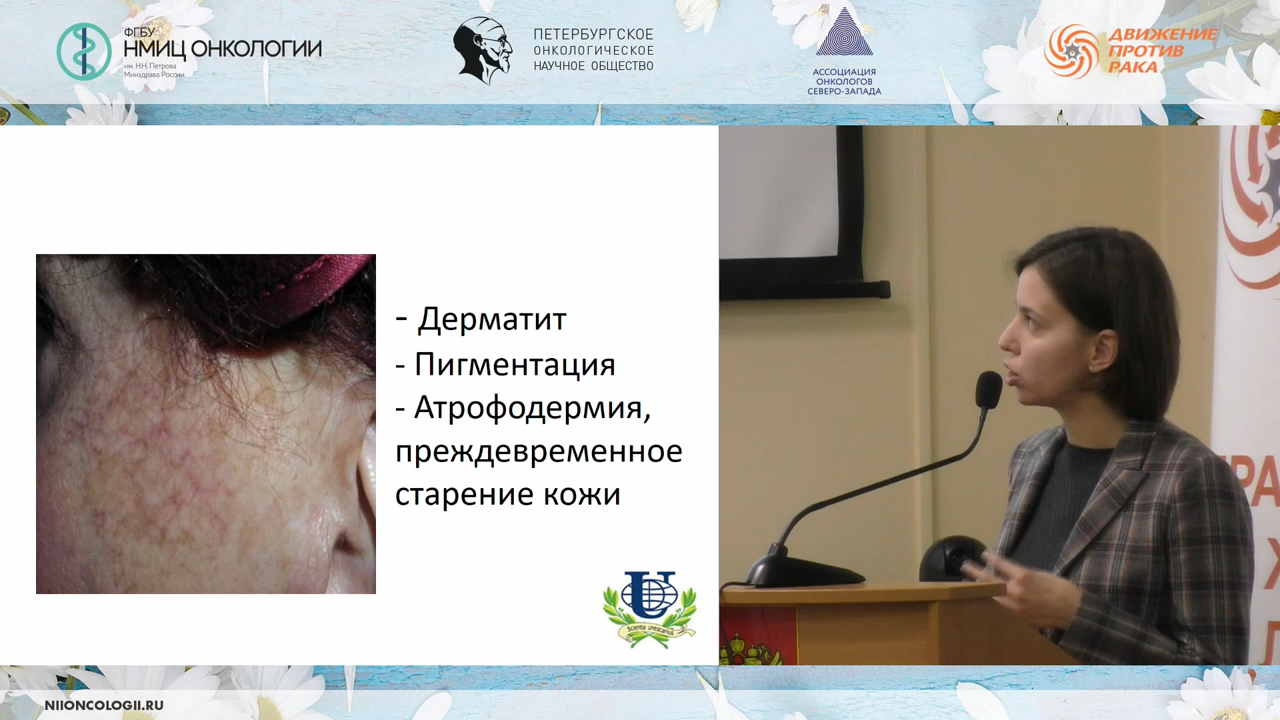 ФГБУ
НМИЦ ОНКОЛОГИИ
им. Н.Н. Петрова
Минздрава России
ПЕТЕРБУРГСКОЕ
ОНКОЛОГИЧЕСКОЕ
НАУЧНОЕ ОБЩЕСТВО
АССОЦИАЦИЯ
ОНКОЛОГОВ
СЕВЕРО-ЗАПАДА
ДВИЖЕНИЕ
ПРОТИВ
РАКА
- Дерматит
- Пигментация
- Атрофодермия,
преждевременное
старение кожи
U
NIIONCOLOGII.RU